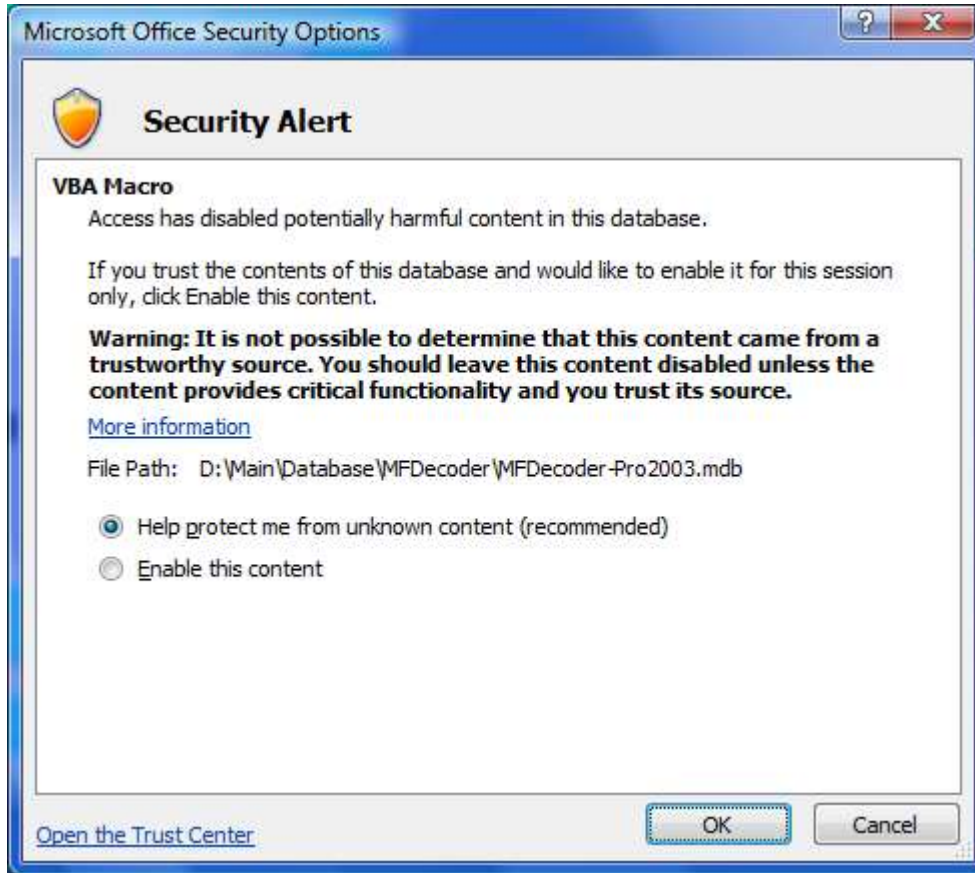 Microsoft Office Security Options
?
X
Security Alert
VBA Macro
Access has disabled potentially harmful content in this database.
If you trust the contents of this database and would like to enable it for this session
only, click Enable this content.
Warning: It is not possible to determine that this content came from a
trustworthy source. You should leave this content disabled unless the
content provides critical functionality and you trust its source.
More information
File Path: D:\Main\Database\MFDecoder\MFDecoder-Pro2003.mdb
Help protect me from unknown content (recommended)
Enable this content
Open the Trust Center
OK
Cancel